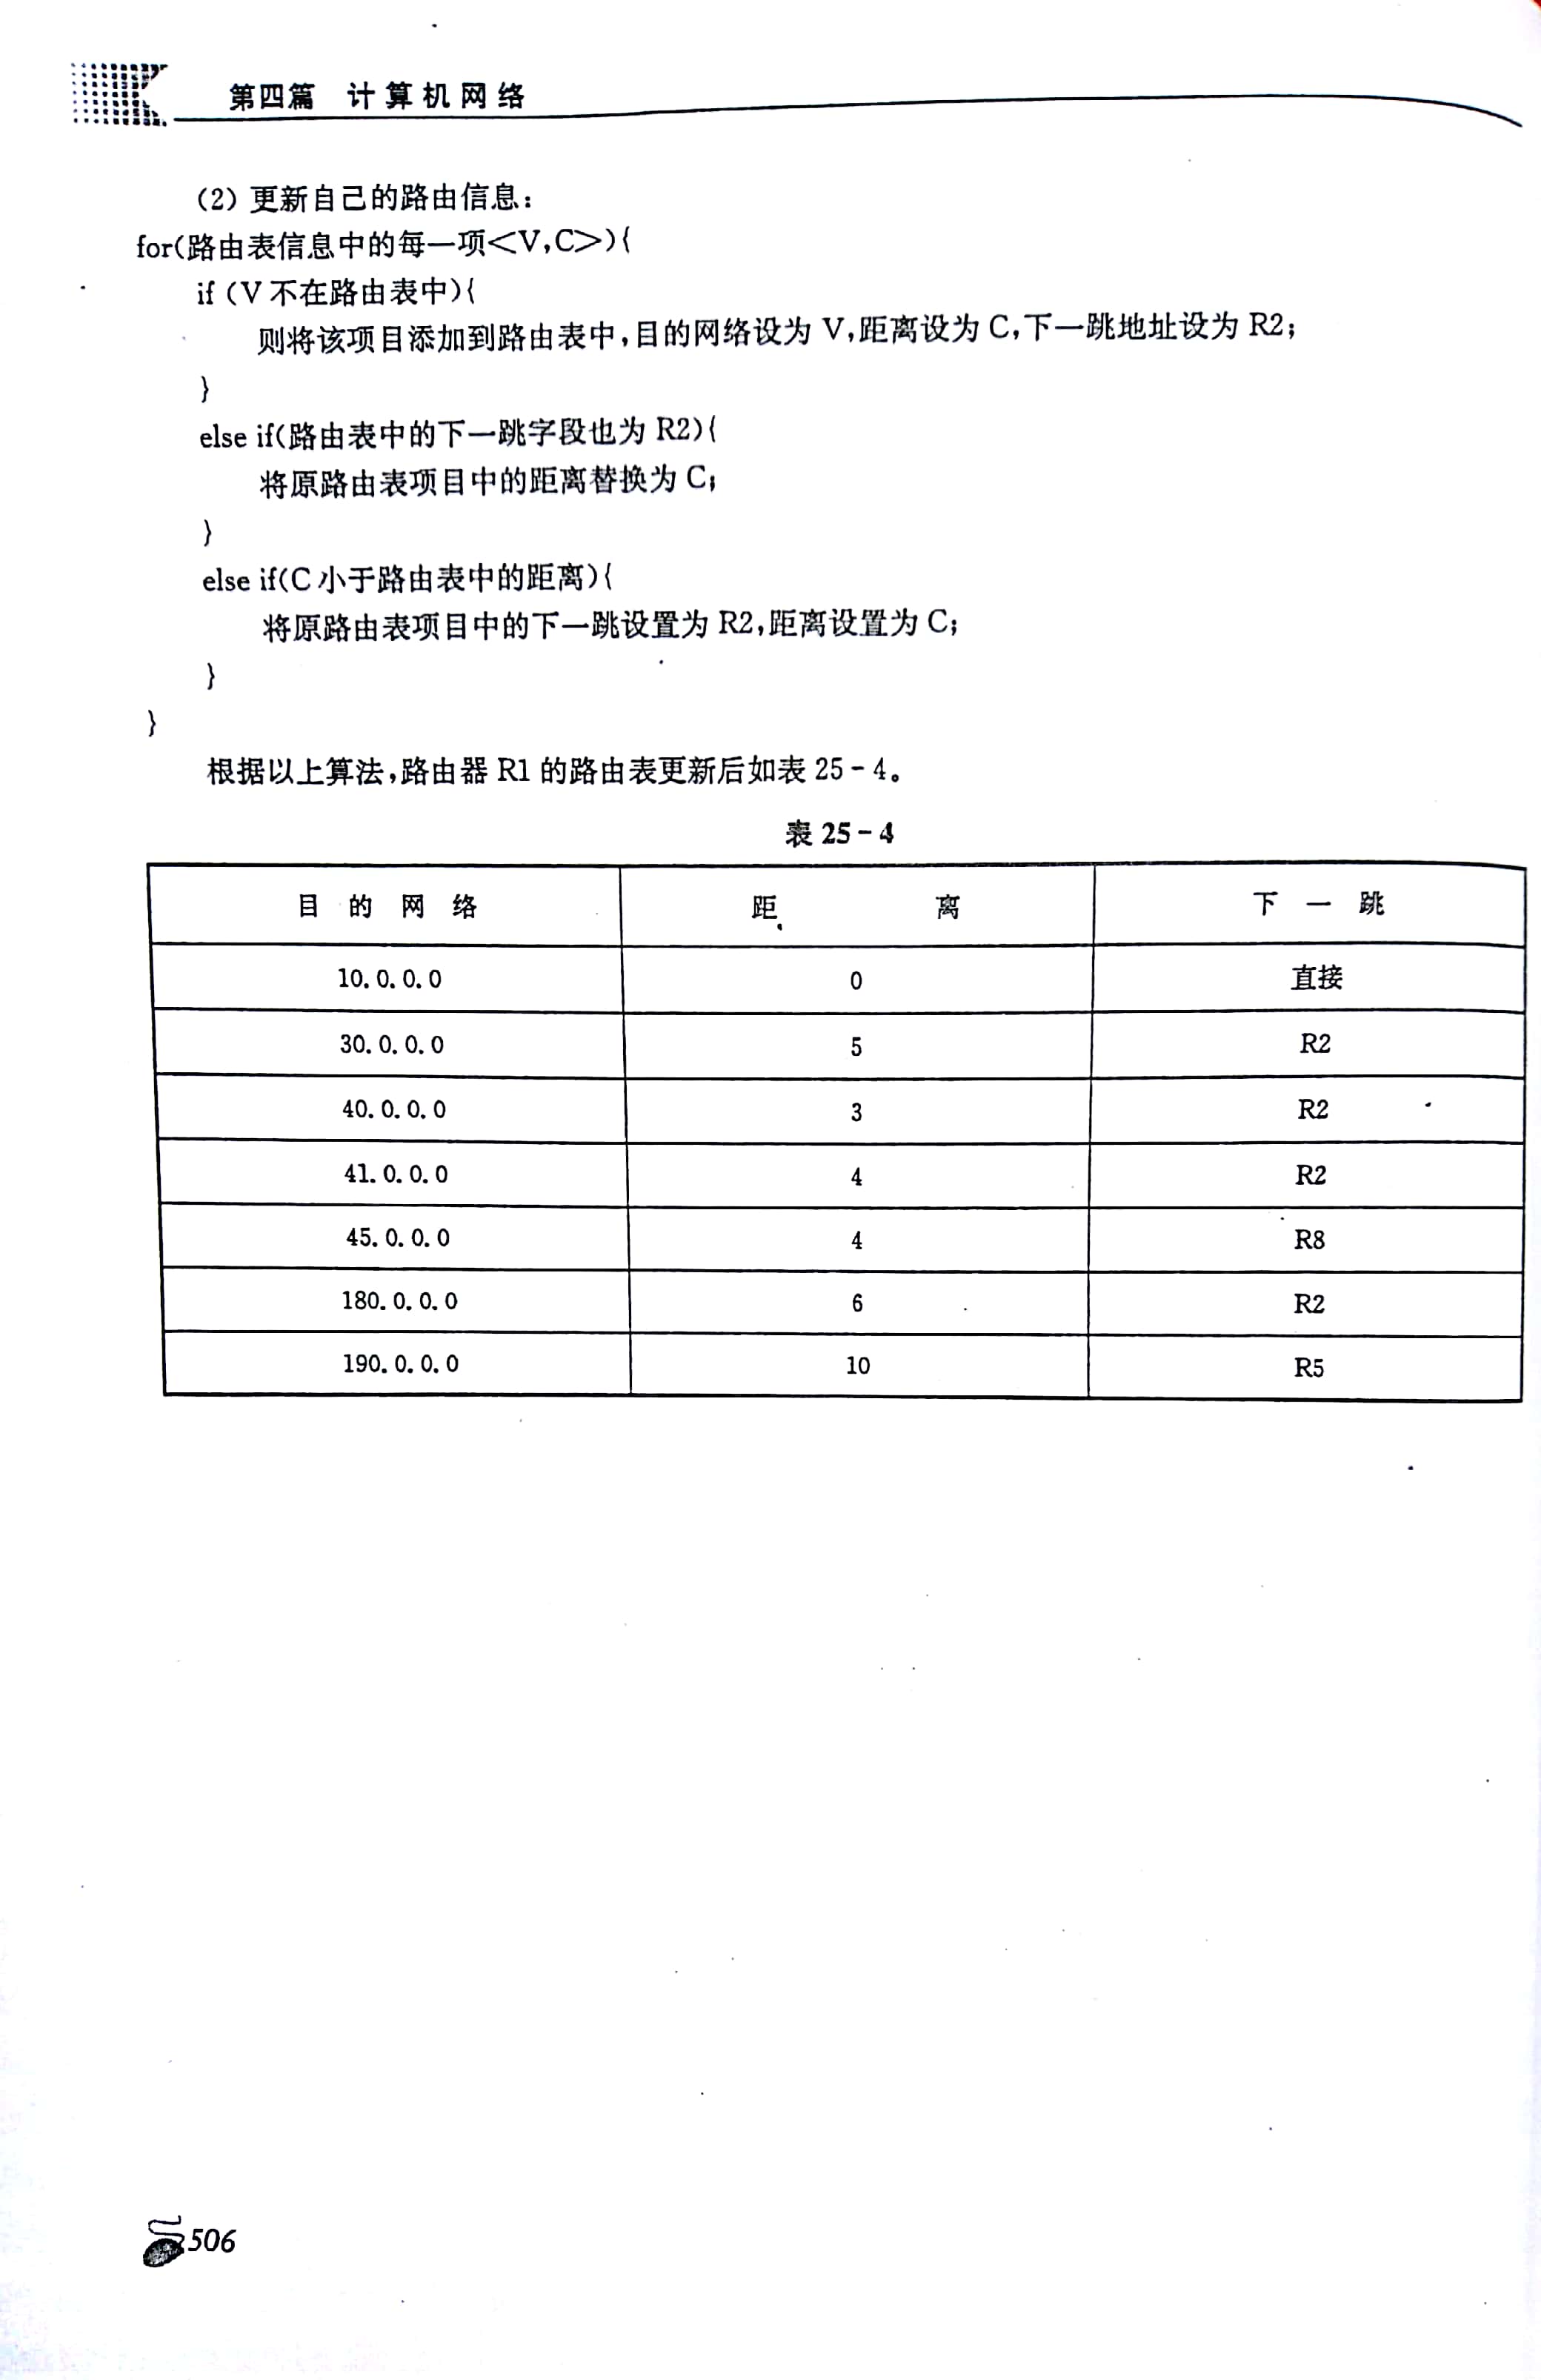 第四篇 计算机网络
（2）更新自己的路由信息：
for(路由表信息中的每一项<V,C>){
if (V 不在路由表中){
则将该项目添加到路由表中,目的网络设为 V,距离设为 C,下一跳地址设为 R2;
}
else if(路由表中的下一跳字段也为 R2){
将原路由表项目中的距离替换为 C;
}
else if(C 小于路由表中的距离){
将原路由表项目中的下一跳设置为 R2,距离设置为 C;
}
}
根据以上算法,路由器 R1 的路由表更新后如表 25-4。
表 25-4
目的网络 距离 下一跳
10.0.0.0 0 直接
30.0.0.0 5 R2
40.0.0.0 3 R2
41.0.0.0 4 R2
45.0.0.0 4 R8
180.0.0.0 6 R2
190.0.0.0 10 R5
506